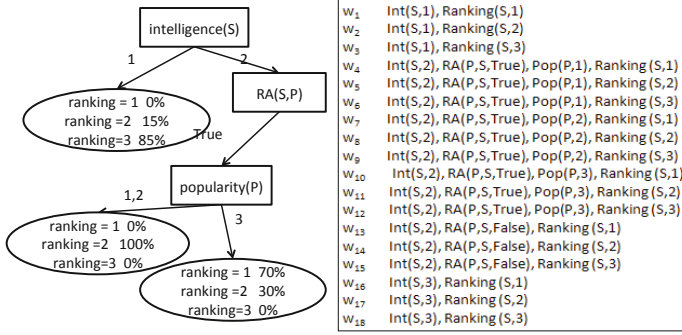 intelligence(S)
1
2
ranking = 1 0%
ranking =2 15%
ranking=3 85%
RA(S,P)
True
popularity(P)
1,2
3
ranking = 1 0%
ranking =2 100%
ranking=3 0%
ranking = 1 70%
ranking =2 30%
ranking=3 0%
w1 Int(S,1), Ranking(S,1)
w2 Int(S,1), Ranking(S,2)
w3 Int(S,1), Ranking (S,3)
w4 Int(S,2), RA(P,S,True), Pop(P,1), Ranking (S,1)
w5 Int(S,2), RA(P,S,True), Pop(P,1), Ranking (S,2)
w6 Int(S,2), RA(P,S,True), Pop(P,1), Ranking (S,3)
w7 Int(S,2), RA(P,S,True), Pop(P,2), Ranking (S,1)
w8 Int(S,2), RA(P,S,True), Pop(P,2), Ranking (S,2)
w9 Int(S,2), RA(P,S,True), Pop(P,2), Ranking (S,3)
w10 Int(S,2), RA(P,S,True), Pop(P,3), Ranking (S,1)
w11 Int(S,2), RA(P,S,True), Pop(P,3), Ranking (S,2)
w12 Int(S,2), RA(P,S,True), Pop(P,3), Ranking (S,3)
w13 Int(S,2), RA(P,S,False), Ranking (S,1)
w14 Int(S,2), RA(P,S,False), Ranking (S,2)
w15 Int(S,2), RA(P,S,False), Ranking (S,3)
w16 Int(S,3), Ranking (S,1)
w17 Int(S,3), Ranking (S,2)
w18 Int(S,3), Ranking (S,3)